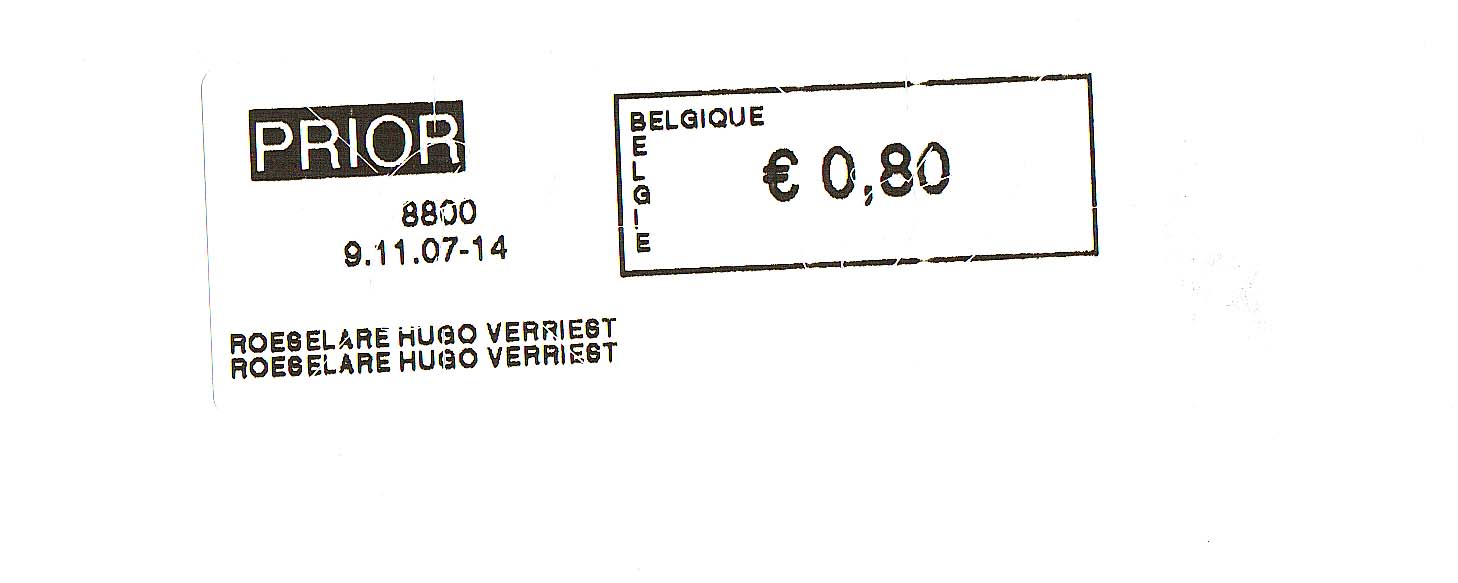 PRIOR
8800
9.11.07-14
ROESELARE HUGO VERRIEST
ROESELARE HUGO VERRIEST
BELGIQUE
BELGIE
€ 0,80